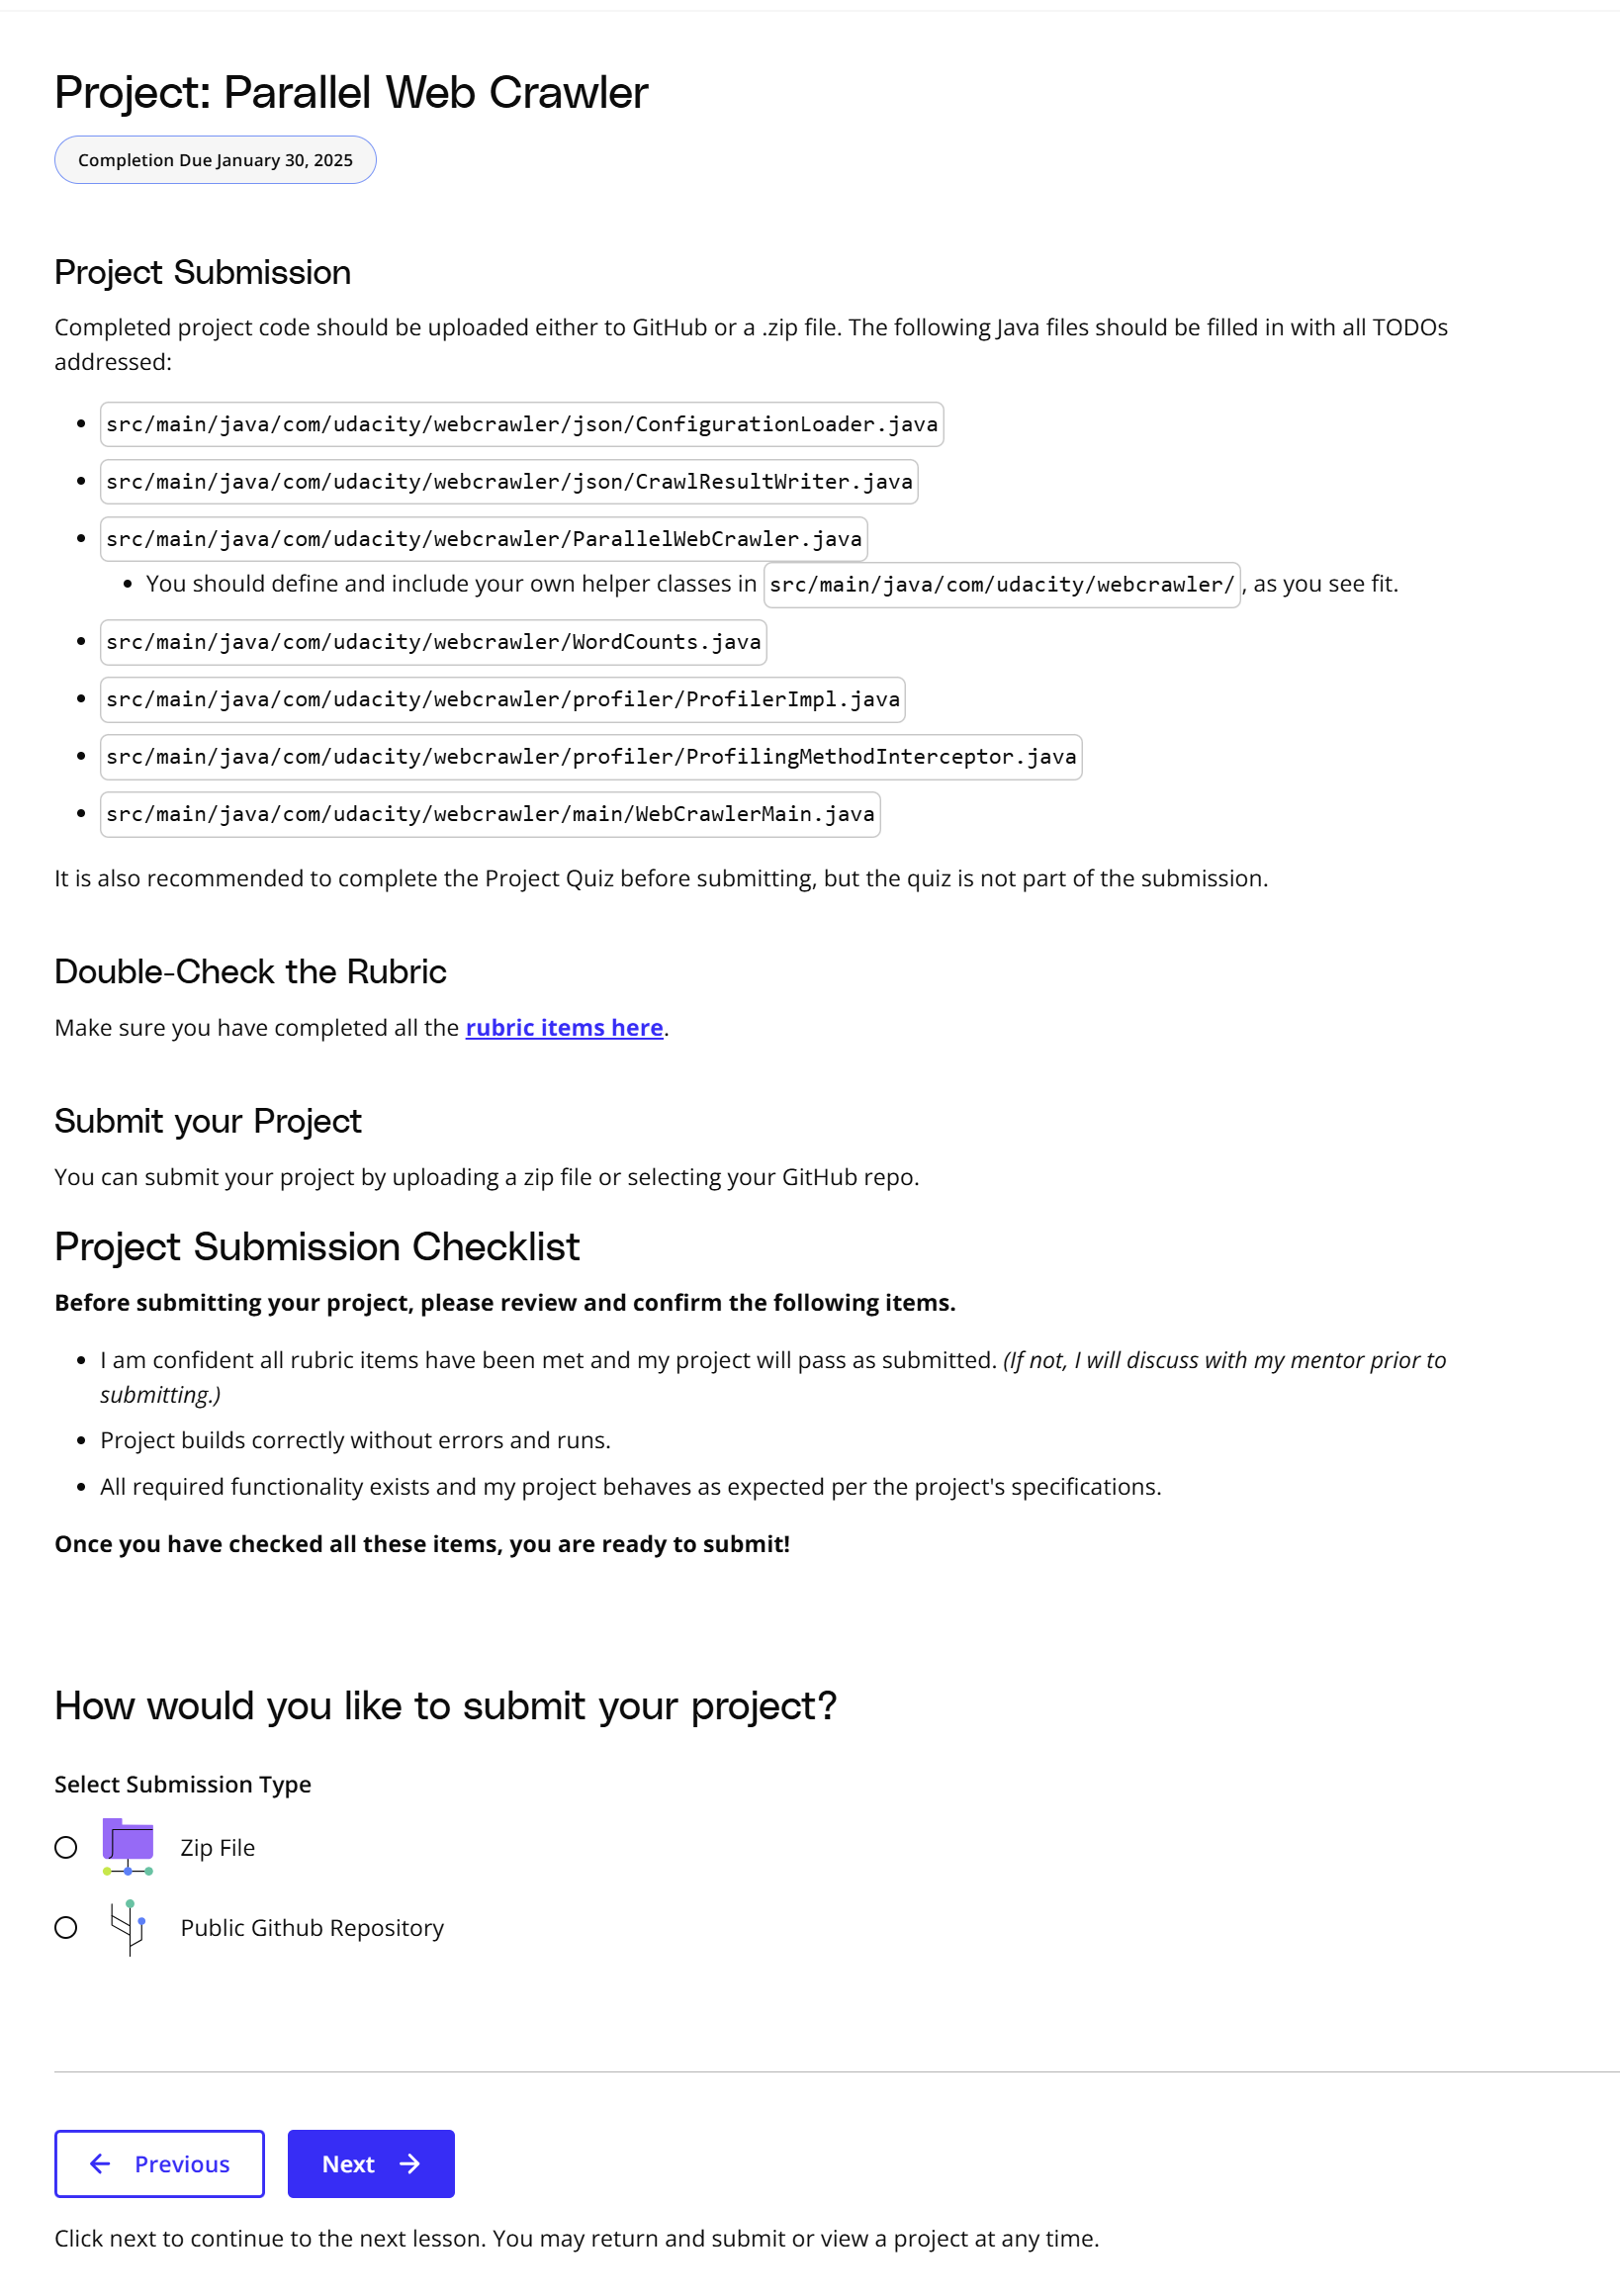 Project: Parallel Web Crawler
Completion Due January 30, 2025
Project Submission
Completed project code should be uploaded either to GitHub or a .zip file. The following Java files should be filled in with all TODOs
addressed:
src/main/java/com/udacity/webcrawler/json/ConfigurationLoader.java
src/main/java/com/udacity/webcrawler/json/CrawlResultWriter.java
src/main/java/com/udacity/webcrawler/ParallelWebCrawler.java
You should define and include your own helper classes in src/main/java/com/udacity/webcrawler/, as you see fit.
src/main/java/com/udacity/webcrawler/WordCounts.java
src/main/java/com/udacity/webcrawler/profiler/ProfilerImpl.java
src/main/java/com/udacity/webcrawler/profiler/ProfilingMethodInterceptor.java
src/main/java/com/udacity/webcrawler/main/WebCrawlerMain.java
It is also recommended to complete the Project Quiz before submitting, but the quiz is not part of the submission.
Double-Check the Rubric
Make sure you have completed all the rubric items here.
Submit your Project
You can submit your project by uploading a zip file or selecting your GitHub repo.
Project Submission Checklist
Before submitting your project, please review and confirm the following items.
I am confident all rubric items have been met and my project will pass as submitted. (If not, I will discuss with my mentor prior to
submitting.)
Project builds correctly without errors and runs.
All required functionality exists and my project behaves as expected per the project's specifications.
Once you have checked all these items, you are ready to submit!
How would you like to submit your project?
Select Submission Type
Zip File
Public Github Repository
Previous
Next
Click next to continue to the next lesson. You may return and submit or view a project at any time.